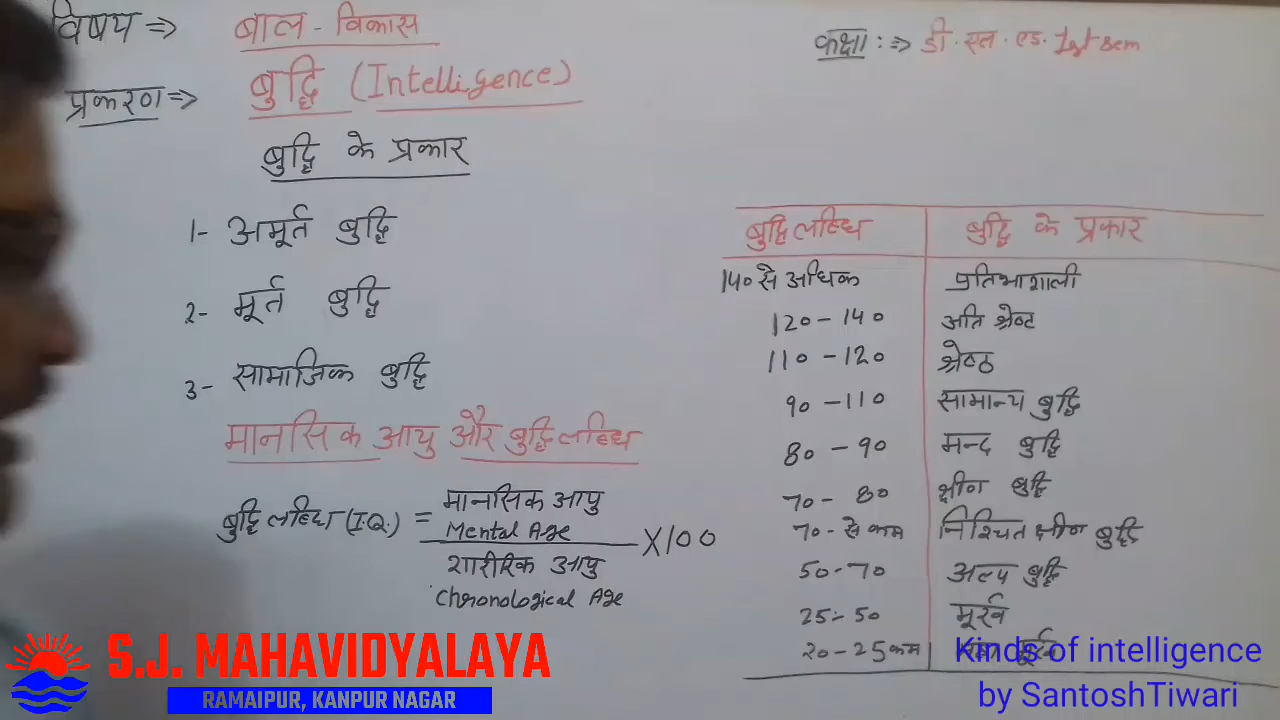 विषय ⇒ बाल - विकास
कक्षा :⇒ डी. एल. एड. Ist sem
प्रकरण ⇒ बुद्धि (Intelligence)
बुद्धि के प्रकार
1- अमूर्त बुद्धि
2- मूर्त बुद्धि
3- सामाजिक बुद्धि
मानसिक आयु और बुद्धि लब्धि
बुद्धि लब्धि (I.Q.) = मानसिक आयु
Mental Age
शारीरिक आयु
Chronological Age
X100
बुद्धि लब्धि बुद्धि के प्रकार
140 से अधिक प्रतिभाशाली
120 - 140 अति श्रेष्ट
110 - 120 श्रेष्ठ
90 - 110 सामान्य बुद्धि
80 - 90 मन्द बुद्धि
70 - 80 क्षीण बुद्धि
70 - से कम निश्चित क्षीण बुद्धि
50 - 70 अल्प बुद्धि
25 - 50 मूर्ख
20 - 25 कम मूर्ख
S.J. MAHAVIDYALAYA
RAMAIPUR, KANPUR NAGAR
Kinds of intelligence
by SantoshTiwari